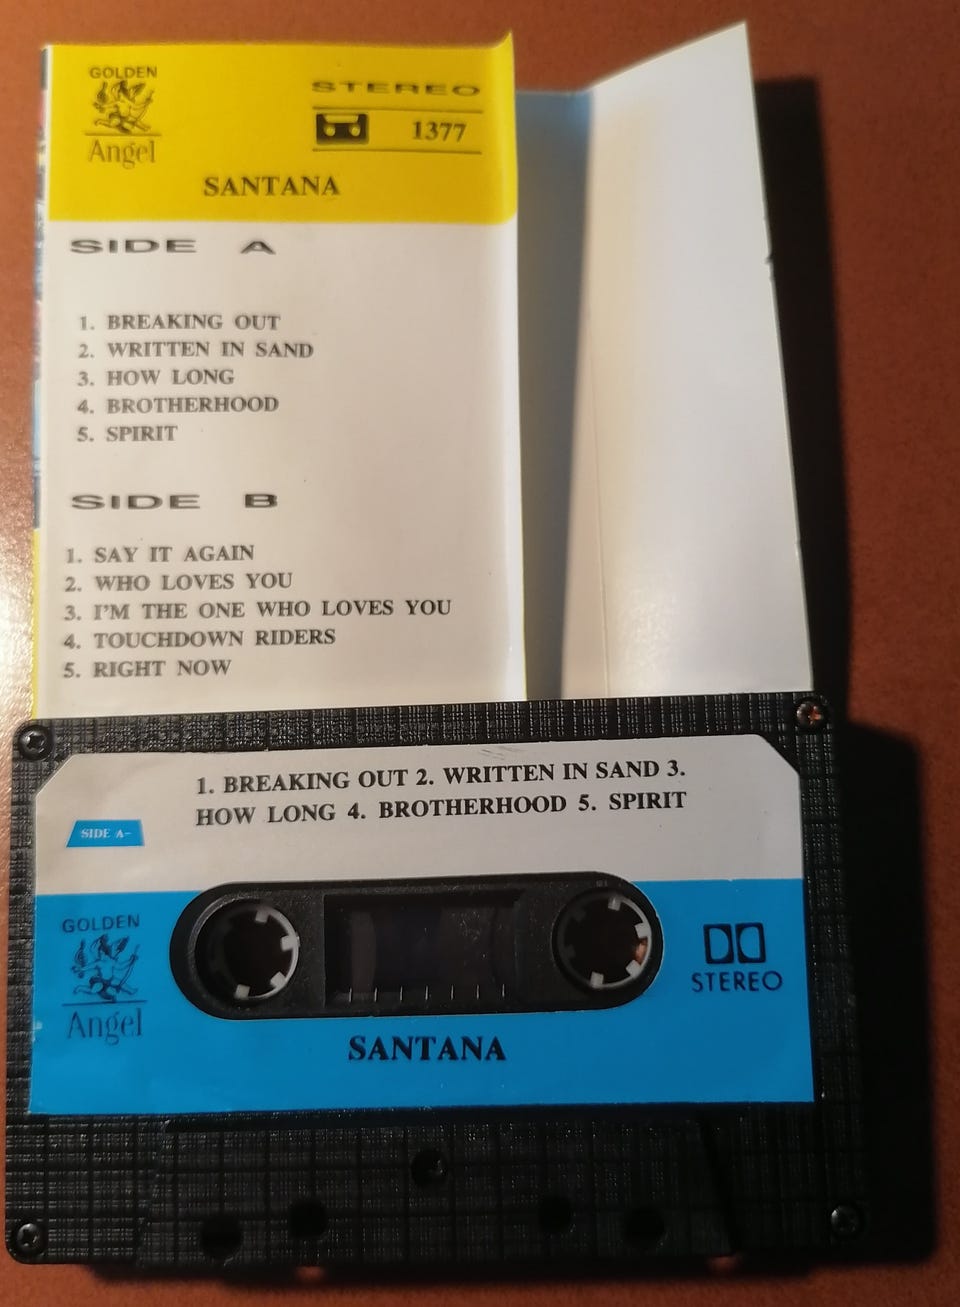 GOLDEN
Angel
STEREO
1377
SANTANA
SIDE A
1. BREAKING OUT
2. WRITTEN IN SAND
3. HOW LONG
4. BROTHERHOOD
5. SPIRIT
SIDE B
1. SAY IT AGAIN
2. WHO LOVES YOU
3. I'M THE ONE WHO LOVES YOU
4. TOUCHDOWN RIDERS
5. RIGHT NOW
1. BREAKING OUT 2. WRITTEN IN SAND 3.
HOW LONG 4. BROTHERHOOD 5. SPIRIT
SIDE A-
GOLDEN
Angel
STEREO
SANTANA